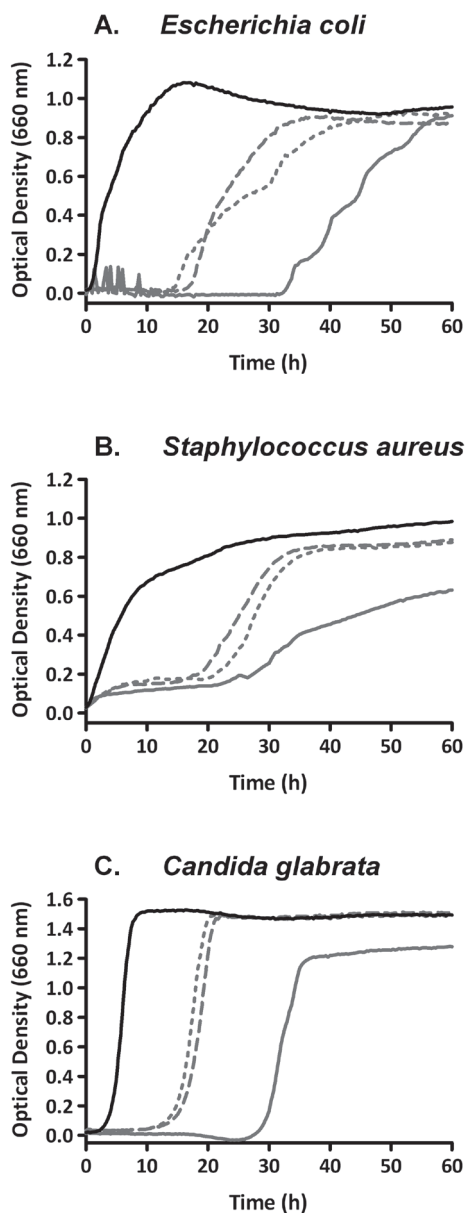 A. Escherichia coli
Optical Density (660 nm)
1.2
1.0
0.8
0.6
0.4
0.2
0.0
0 10 20 30 40 50 60
Time (h)
B. Staphylococcus aureus
Optical Density (660 nm)
1.2
1.0
0.8
0.6
0.4
0.2
0.0
0 10 20 30 40 50 60
Time (h)
C. Candida glabrata
Optical Density (660 nm)
1.6
1.4
1.2
1.0
0.8
0.6
0.4
0.2
0.0
0 10 20 30 40 50 60
Time (h)